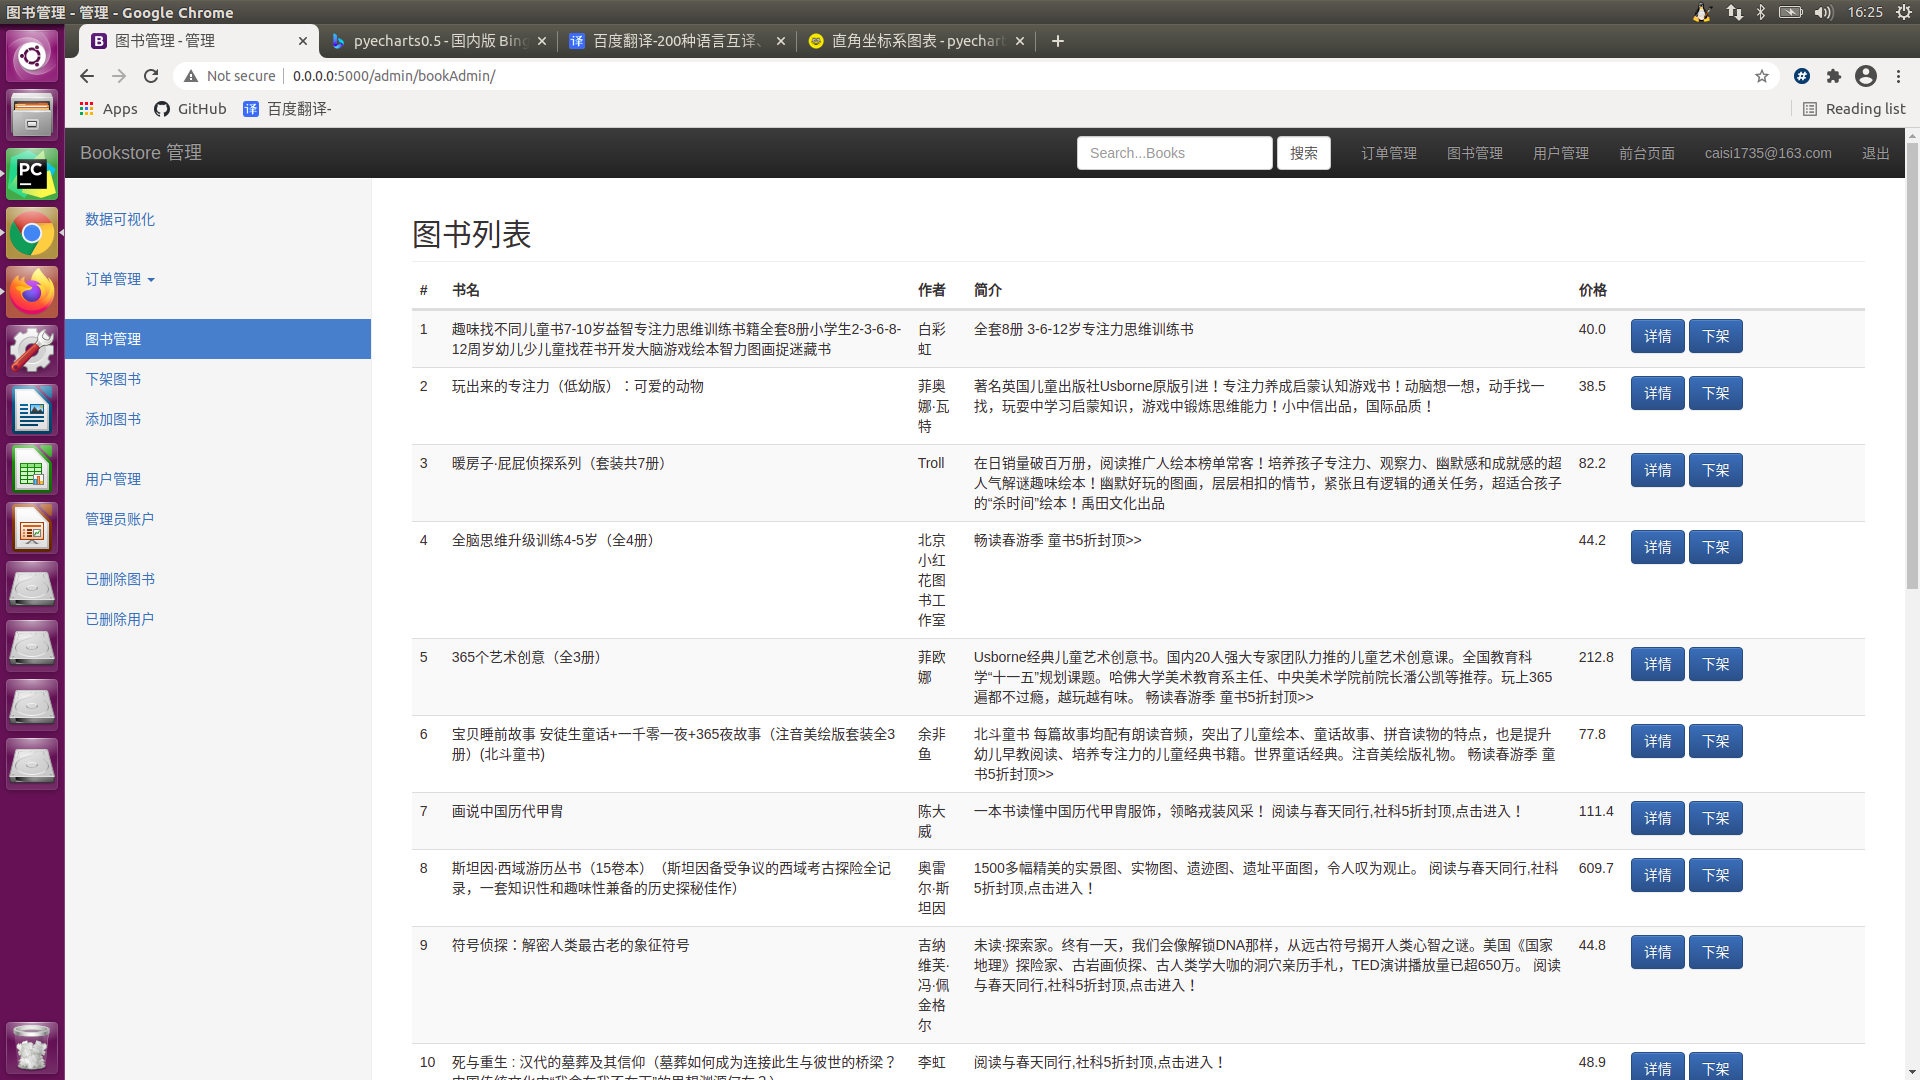 图书管理 - 管理 - Google Chrome
16:25
图书管理 - 管理
pyecharts0.5 - 国内版 Bing
百度翻译-200种语言互译、
直角坐标系图表 - pyechart
Not secure
0.0.0.0:5000/admin/bookAdmin/
Apps
GitHub
百度翻译-
Reading list
Bookstore 管理
Search...Books
搜索
订单管理
图书管理
用户管理
前台页面
caisi1735@163.com
退出
数据可视化
订单管理
图书管理
下架图书
添加图书
用户管理
管理员账户
已删除图书
已删除用户
图书列表
# 书名 作者 简介 价格
1 趣味找不同儿童书7-10岁益智专注力思维训练书籍全套8册小学生2-3-6-8-
12周岁幼儿少儿童找茬书开发大脑游戏绘本智力图画捉迷藏书
白彩
虹
全套8册 3-6-12岁专注力思维训练书
40.0 详情 下架
2 玩出来的专注力（低幼版）：可爱的动物
菲奥
娜·瓦
特
著名英国儿童出版社Usborne原版引进！专注力养成启蒙认知游戏书！动脑想一想，动手找一
找，玩耍中学习启蒙知识，游戏中锻炼思维能力！小中信出品，国际品质！
38.5 详情 下架
3 暖房子·屁屁侦探系列（套装共7册）
Troll
在日销量破百万册，阅读推广人绘本榜单常客！培养孩子专注力、观察力、幽默感和成就感的超
人气解谜趣味绘本！幽默好玩的图画，层层相扣的情节，紧张且有逻辑的通关任务，超适合孩子
的“杀时间”绘本！禹田文化出品
82.2 详情 下架
4 全脑思维升级训练4-5岁（全4册）
北京
小红
花图
书工
作室
畅读春游季 童书5折封顶>>
44.2 详情 下架
5 365个艺术创意（全3册）
菲欧
娜
Usborne经典儿童艺术创意书。国内20人强大专家团队力推的儿童艺术创意课。全国教育科
学“十一五”规划课题。哈佛大学美术教育系主任、中央美术学院前院长潘公凯等推荐。玩上365
遍都不过瘾，越玩越有味。 畅读春游季 童书5折封顶>>
212.8 详情 下架
6 宝贝睡前故事 安徒生童话+一千零一夜+365夜故事（注音美绘版套装全3
册）(北斗童书)
余非
鱼
北斗童书 每篇故事均配有朗读音频，突出了儿童绘本、童话故事、拼音读物的特点，也是提升
幼儿早教阅读、培养专注力的儿童经典书籍。世界童话经典。注音美绘版礼物。 畅读春游季 童
书5折封顶>>
77.8 详情 下架
7 画说中国历代甲胄
陈大
威
一本书读懂中国历代甲胄服饰，领略戎装风采！ 阅读与春天同行,社科5折封顶,点击进入！
111.4 详情 下架
8 斯坦因·西域游历丛书（15卷本）（斯坦因备受争议的西域考古探险全记
录，一套知识性和趣味性兼备的历史探秘佳作）
奥雷
尔·斯
坦因
1500多幅精美的实景图、实物图、遗迹图、遗址平面图，令人叹为观止。 阅读与春天同行,社科
5折封顶,点击进入！
609.7 详情 下架
9 符号侦探：解密人类最古老的象征符号
吉纳
维芙·
冯·佩
金格
尔
未读·探索家。终有一天，我们会像解锁DNA那样，从远古符号揭开人类心智之谜。美国《国家
地理》探险家、古岩画侦探、古人类学大咖的洞穴亲历手札，TED演讲播放量已超650万。 阅读
与春天同行,社科5折封顶,点击进入！
44.8 详情 下架
10 死与重生 : 汉代的墓葬及其信仰（墓葬如何成为连接此生与彼世的桥梁？
李虹
阅读与春天同行,社科5折封顶,点击进入！
48.9 详情 下架